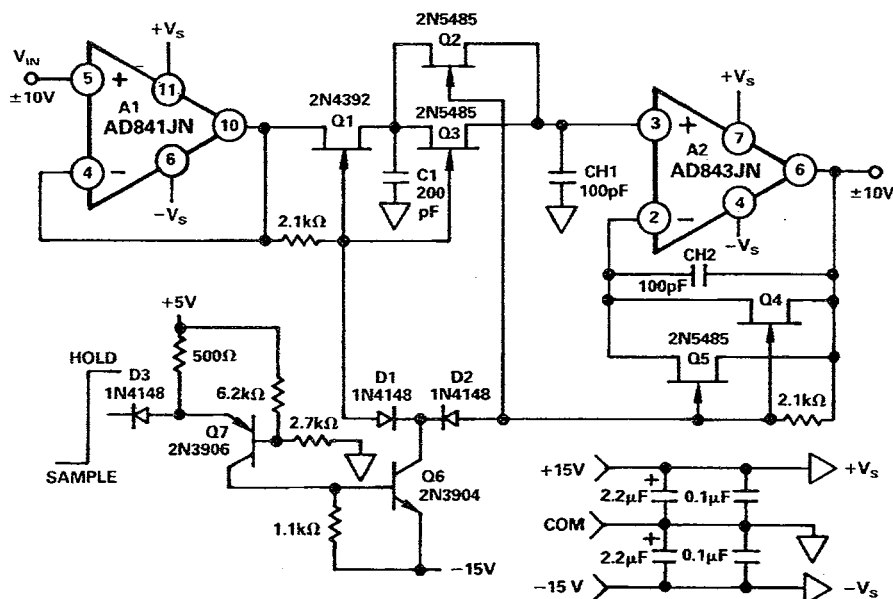 2N5485
Q2
V_IN
±10V
5
+
A1
AD841JN
4
−
+V_S
11
10
6
−V_S
2N4392
Q1
2N5485
Q3
C1
200
pF
CH1
100pF
2.1kΩ
3
+
+V_S
A2
AD843JN
7
6
±10V
2
−
4
−V_S
CH2
100pF
Q4
2N5485
Q5
2.1kΩ
+5V
500Ω
HOLD
D3
1N4148
SAMPLE
6.2kΩ
Q7
2N3906
2.7kΩ
D1
1N4148
D2
1N4148
Q6
2N3904
1.1kΩ
−15V
+15V
+
2.2μF
0.1μF
+V_S
COM
+
2.2μF
0.1μF
−15 V
−V_S